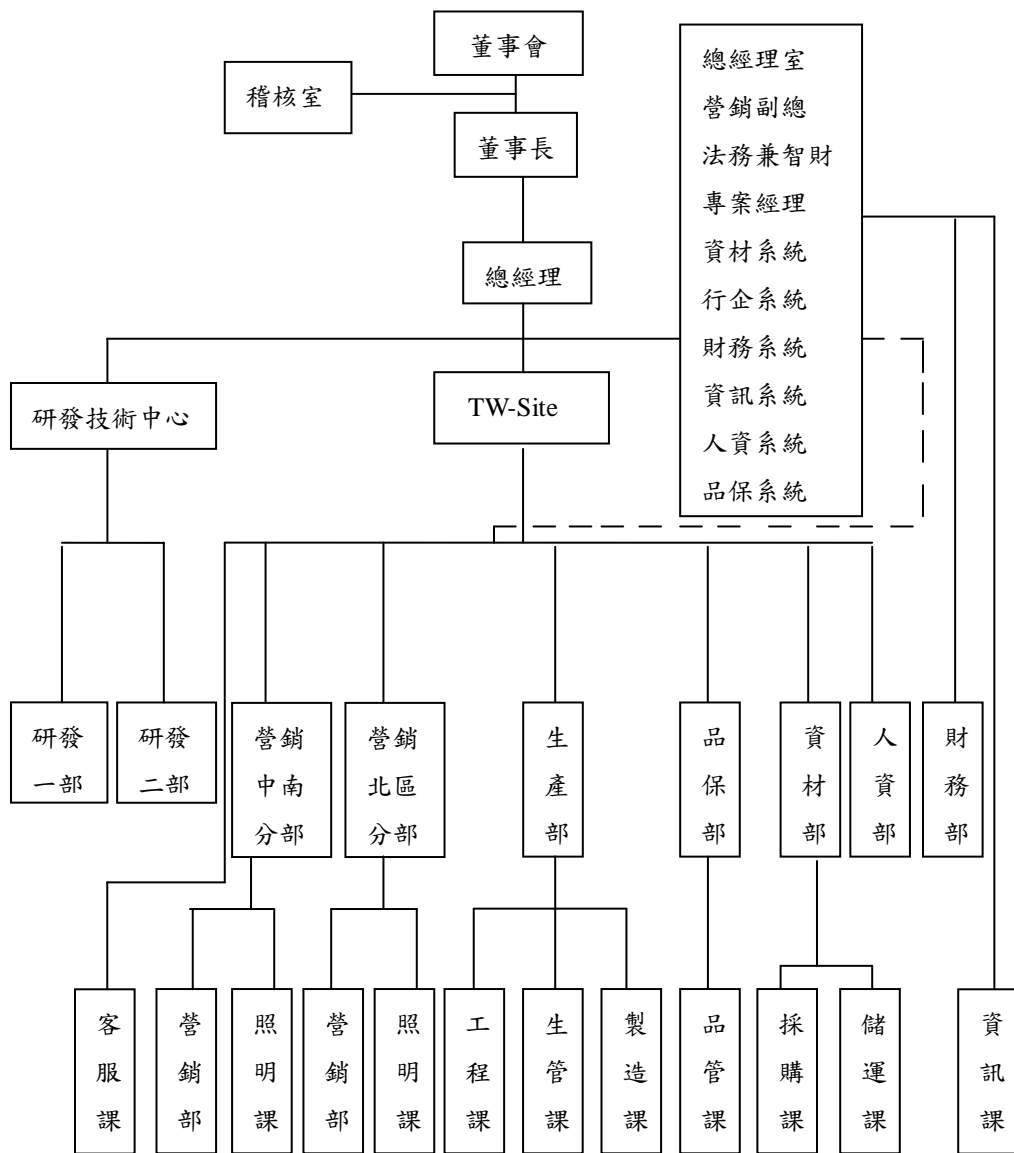 董事會
稽核室
董事長
總經理
總經理室
營銷副總
法務兼智財
專案經理
資材系統
行企系統
財務系統
資訊系統
人資系統
品保系統
研發技術中心
TW-Site
研發
一部
研發
二部
營銷
中南
分部
營銷
北區
分部
生
產
部
品
保
部
資
材
部
人
資
部
財
務
部
客
服
課
營
銷
部
照
明
課
營
銷
部
照
明
課
工
程
課
生
管
課
製
造
課
品
管
課
採
購
課
儲
運
課
資
訊
課